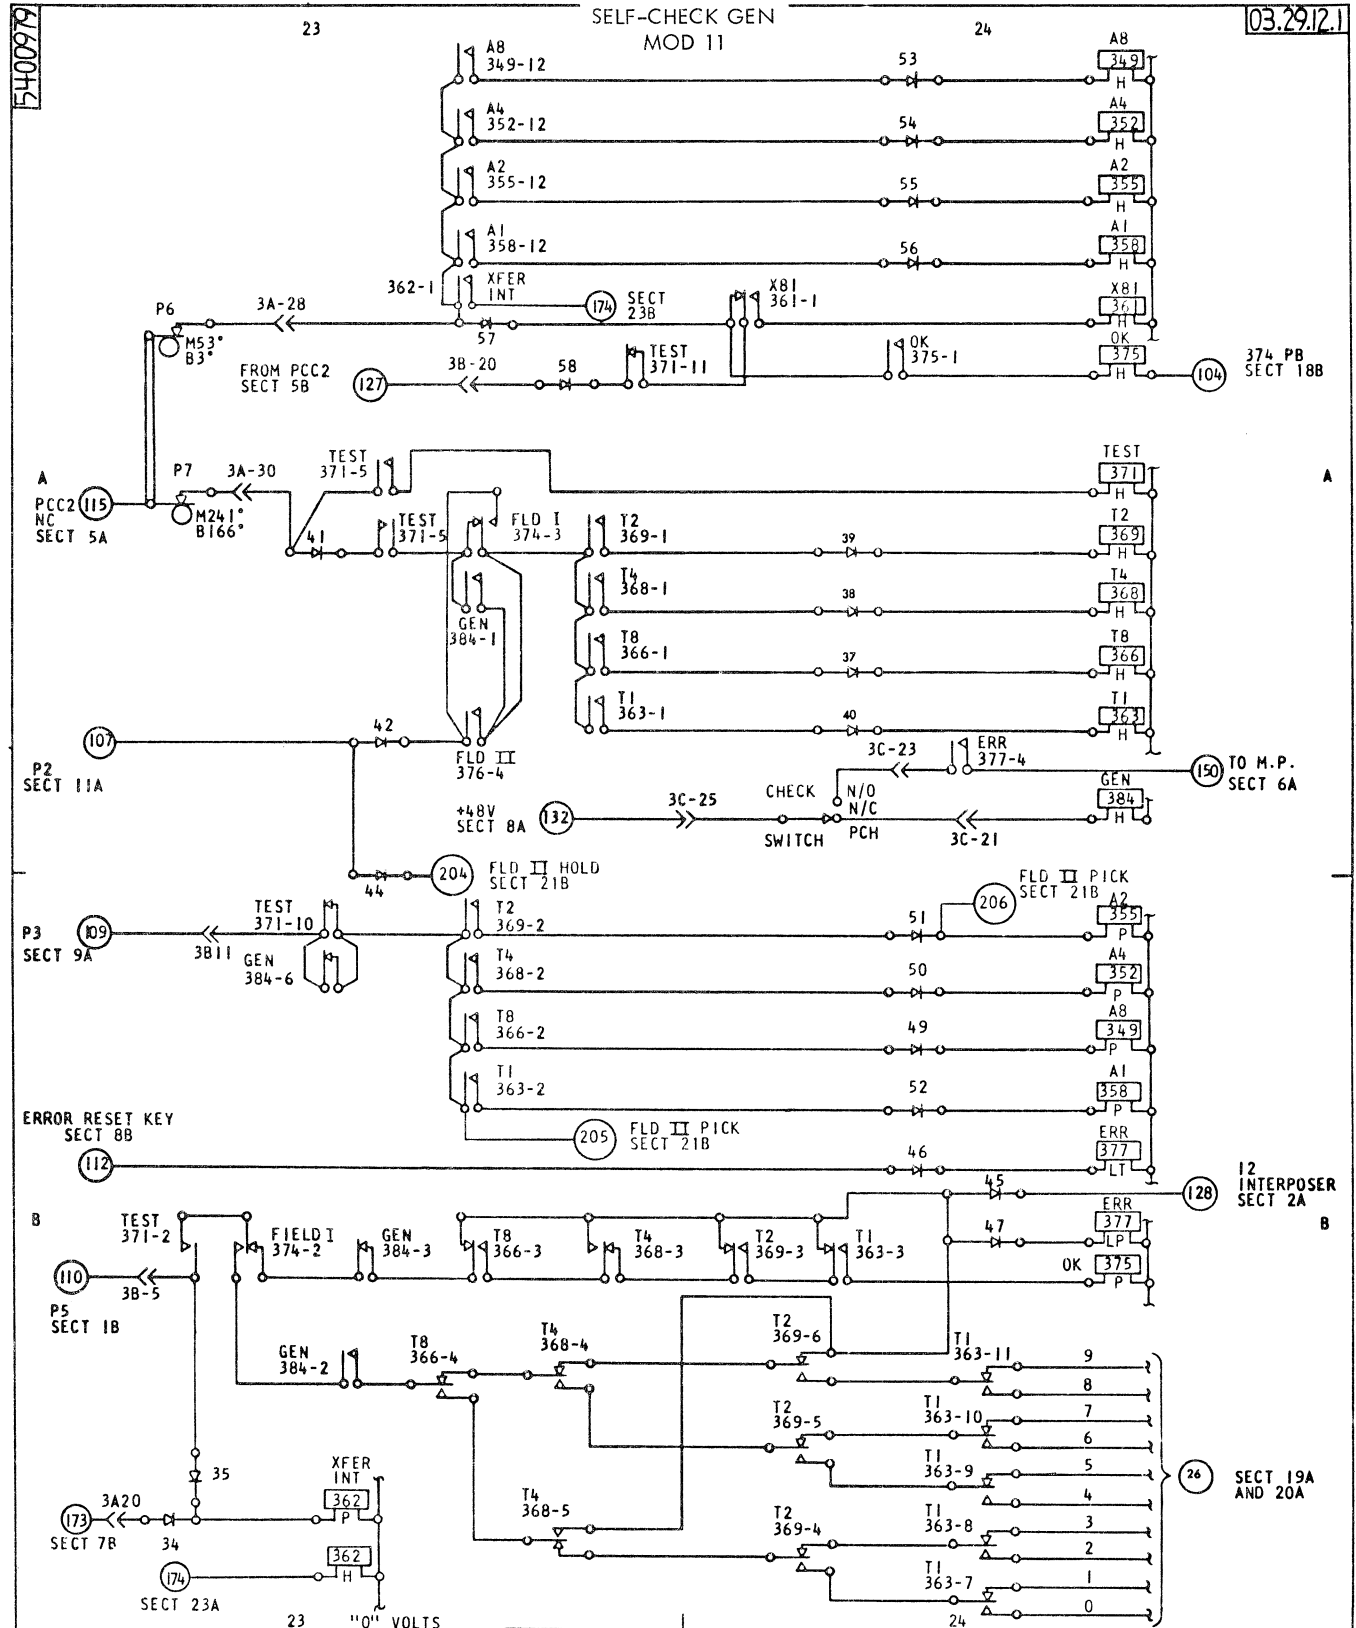 5400979
SELF-CHECK GEN
MOD 11
03.29.12.1
23
24
A8
349-12
53
A8
349
H
A4
352-12
54
A4
352
H
A2
355-12
55
A2
355
H
A1
358-12
56
A1
358
H
362-1
XFER
INT
174
SECT
23B
X81
361-1
X81
361
H
P6
3A-28
57
M53°
B3°
FROM PCC2
SECT 5B
127
3B-20
58
TEST
371-11
OK
375-1
OK
375
H
104
374 PB
SECT 18B
A
A
PCC2
NC
SECT 5A
115
P7
3A-30
M241°
B166°
TEST
371-5
TEST
371
H
41
TEST
371-5
FLD I
374-3
T2
369-1
39
T2
369
H
GEN
384-1
T4
368-1
38
T4
368
H
T8
366-1
37
T8
366
H
T1
363-1
40
T1
363
H
107
P2
SECT 11A
42
FLD II
376-4
3C-23
ERR
377-4
150
TO M.P.
SECT 6A
+48V
SECT 8A
132
3C-25
CHECK
SWITCH
N/O
N/C
PCH
3C-21
GEN
384
H
44
204
FLD II HOLD
SECT 21B
206
FLD II PICK
SECT 21B
P3
SECT 9A
109
3B11
TEST
371-10
GEN
384-6
T2
369-2
51
A2
355
P
T4
368-2
50
A4
352
P
T8
366-2
49
A8
349
P
T1
363-2
52
A1
358
P
205
FLD II PICK
SECT 21B
ERROR RESET KEY
SECT 8B
112
46
ERR
377
LT
45
128
12
INTERPOSER
SECT 2A
B
B
TEST
371-2
FIELD I
374-2
GEN
384-3
T8
366-3
T4
368-3
T2
369-3
T1
363-3
47
ERR
377
LP
OK
375
P
110
3B-5
P5
SECT 1B
GEN
384-2
T8
366-4
T4
368-4
T2
369-6
T1
363-11
9
8
T2
369-5
T1
363-10
7
6
T1
363-9
5
4
26
SECT 19A
AND 20A
35
XFER
INT
362
P
173
3A20
SECT 7B
34
T4
368-5
T2
369-4
T1
363-8
3
2
362
H
174
SECT 23A
T1
363-7
1
0
23
"0" VOLTS
24